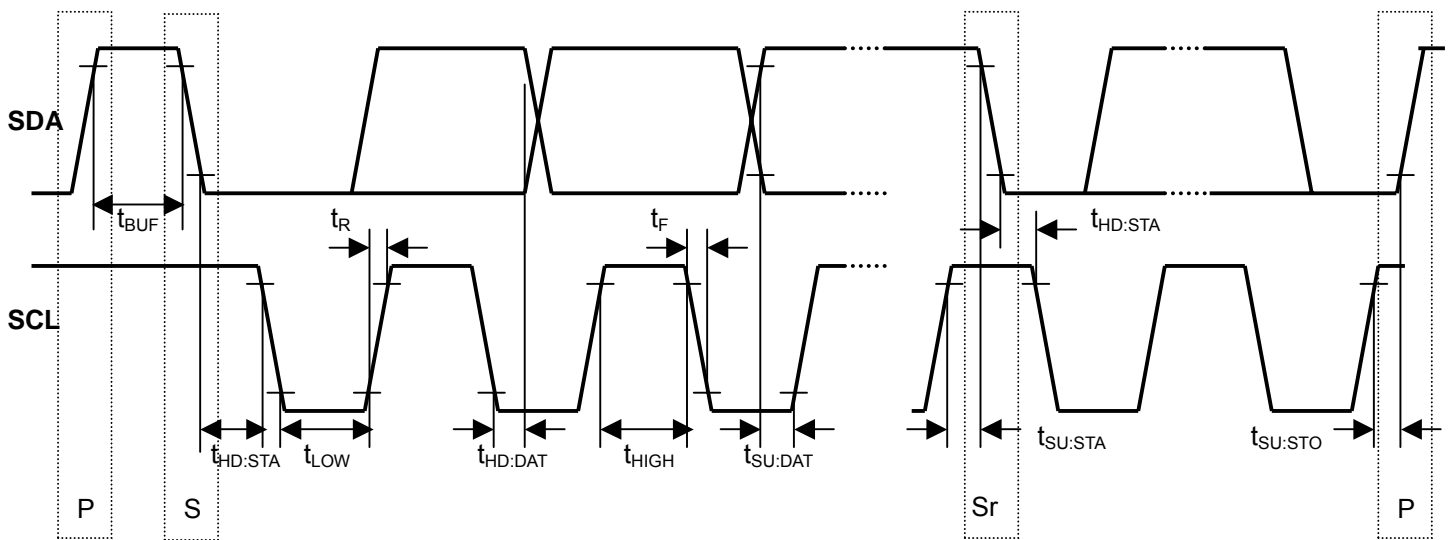 SDA
t_BUF t_R t_F t_HD:STA
SCL
t_HD:STA t_LOW t_HD:DAT t_HIGH t_SU:DAT t_SU:STA t_SU:STO
P S Sr P